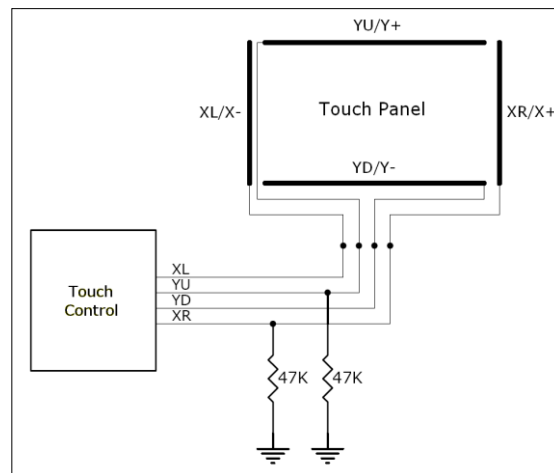 YU/Y+
XL/X-
Touch Panel
XR/X+
YD/Y-
XL
YU
YD
XR
Touch
Control
47K
47K